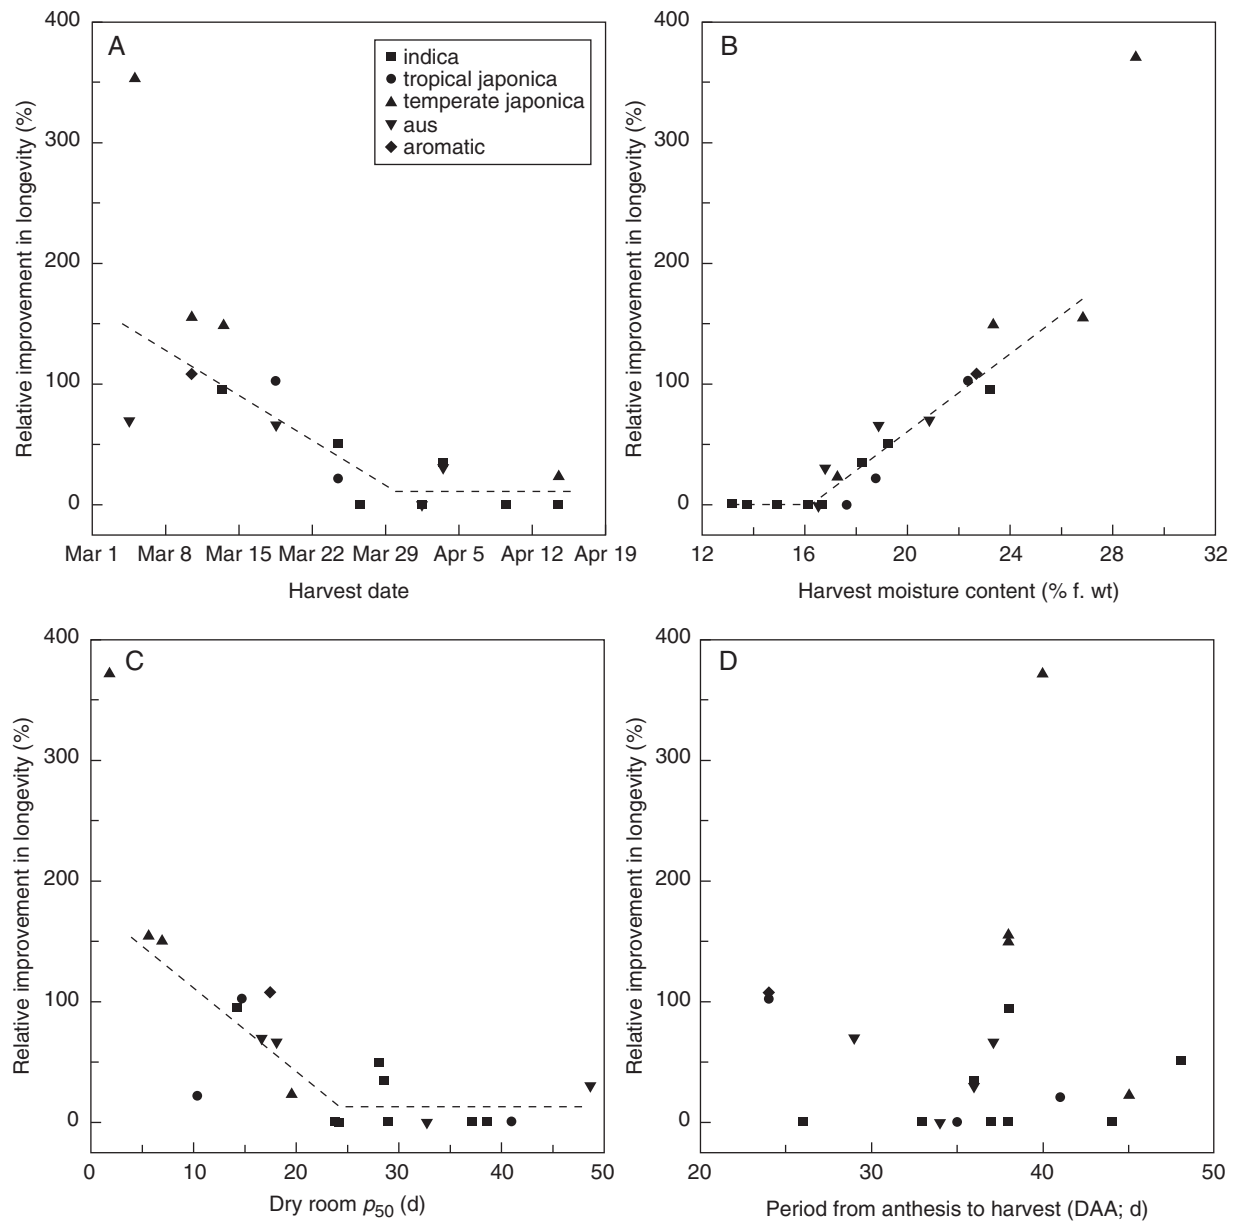 A
indica
tropical japonica
temperate japonica
aus
aromatic
Relative improvement in longevity (%)
400
300
200
100
0
Mar 1 Mar 8 Mar 15 Mar 22 Mar 29 Apr 5 Apr 12 Apr 19
Harvest date
B
Relative improvement in longevity (%)
400
300
200
100
0
12 16 20 24 28 32
Harvest moisture content (% f. wt)
C
Relative improvement in longevity (%)
400
300
200
100
0
0 10 20 30 40 50
Dry room p50 (d)
D
Relative improvement in longevity (%)
400
300
200
100
0
20 30 40 50
Period from anthesis to harvest (DAA; d)